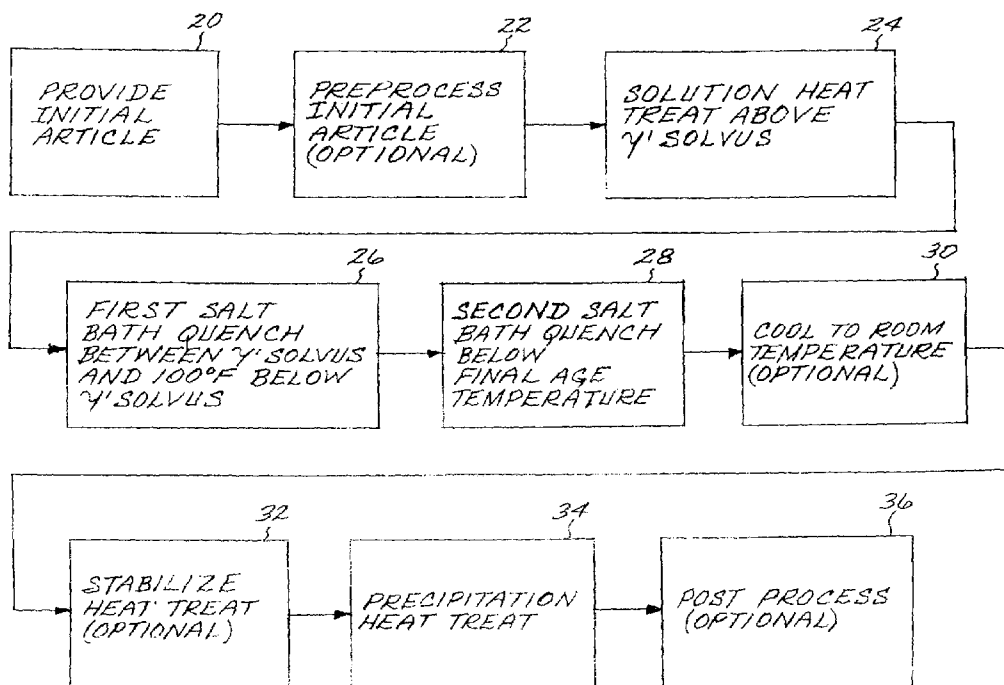 20
PROVIDE
INITIAL
ARTICLE
22
PREPROCESS
INITIAL
ARTICLE
(OPTIONAL)
24
SOLUTION HEAT
TREAT ABOVE
γ' SOLVUS
26
FIRST SALT
BATH QUENCH
BETWEEN γ' SOLVUS
AND 100°F BELOW
γ' SOLVUS
28
SECOND SALT
BATH QUENCH
BELOW
FINAL AGE
TEMPERATURE
30
COOL TO ROOM
TEMPERATURE
(OPTIONAL)
32
STABILIZE
HEAT TREAT
(OPTIONAL)
34
PRECIPITATION
HEAT TREAT
36
POST PROCESS
(OPTIONAL)